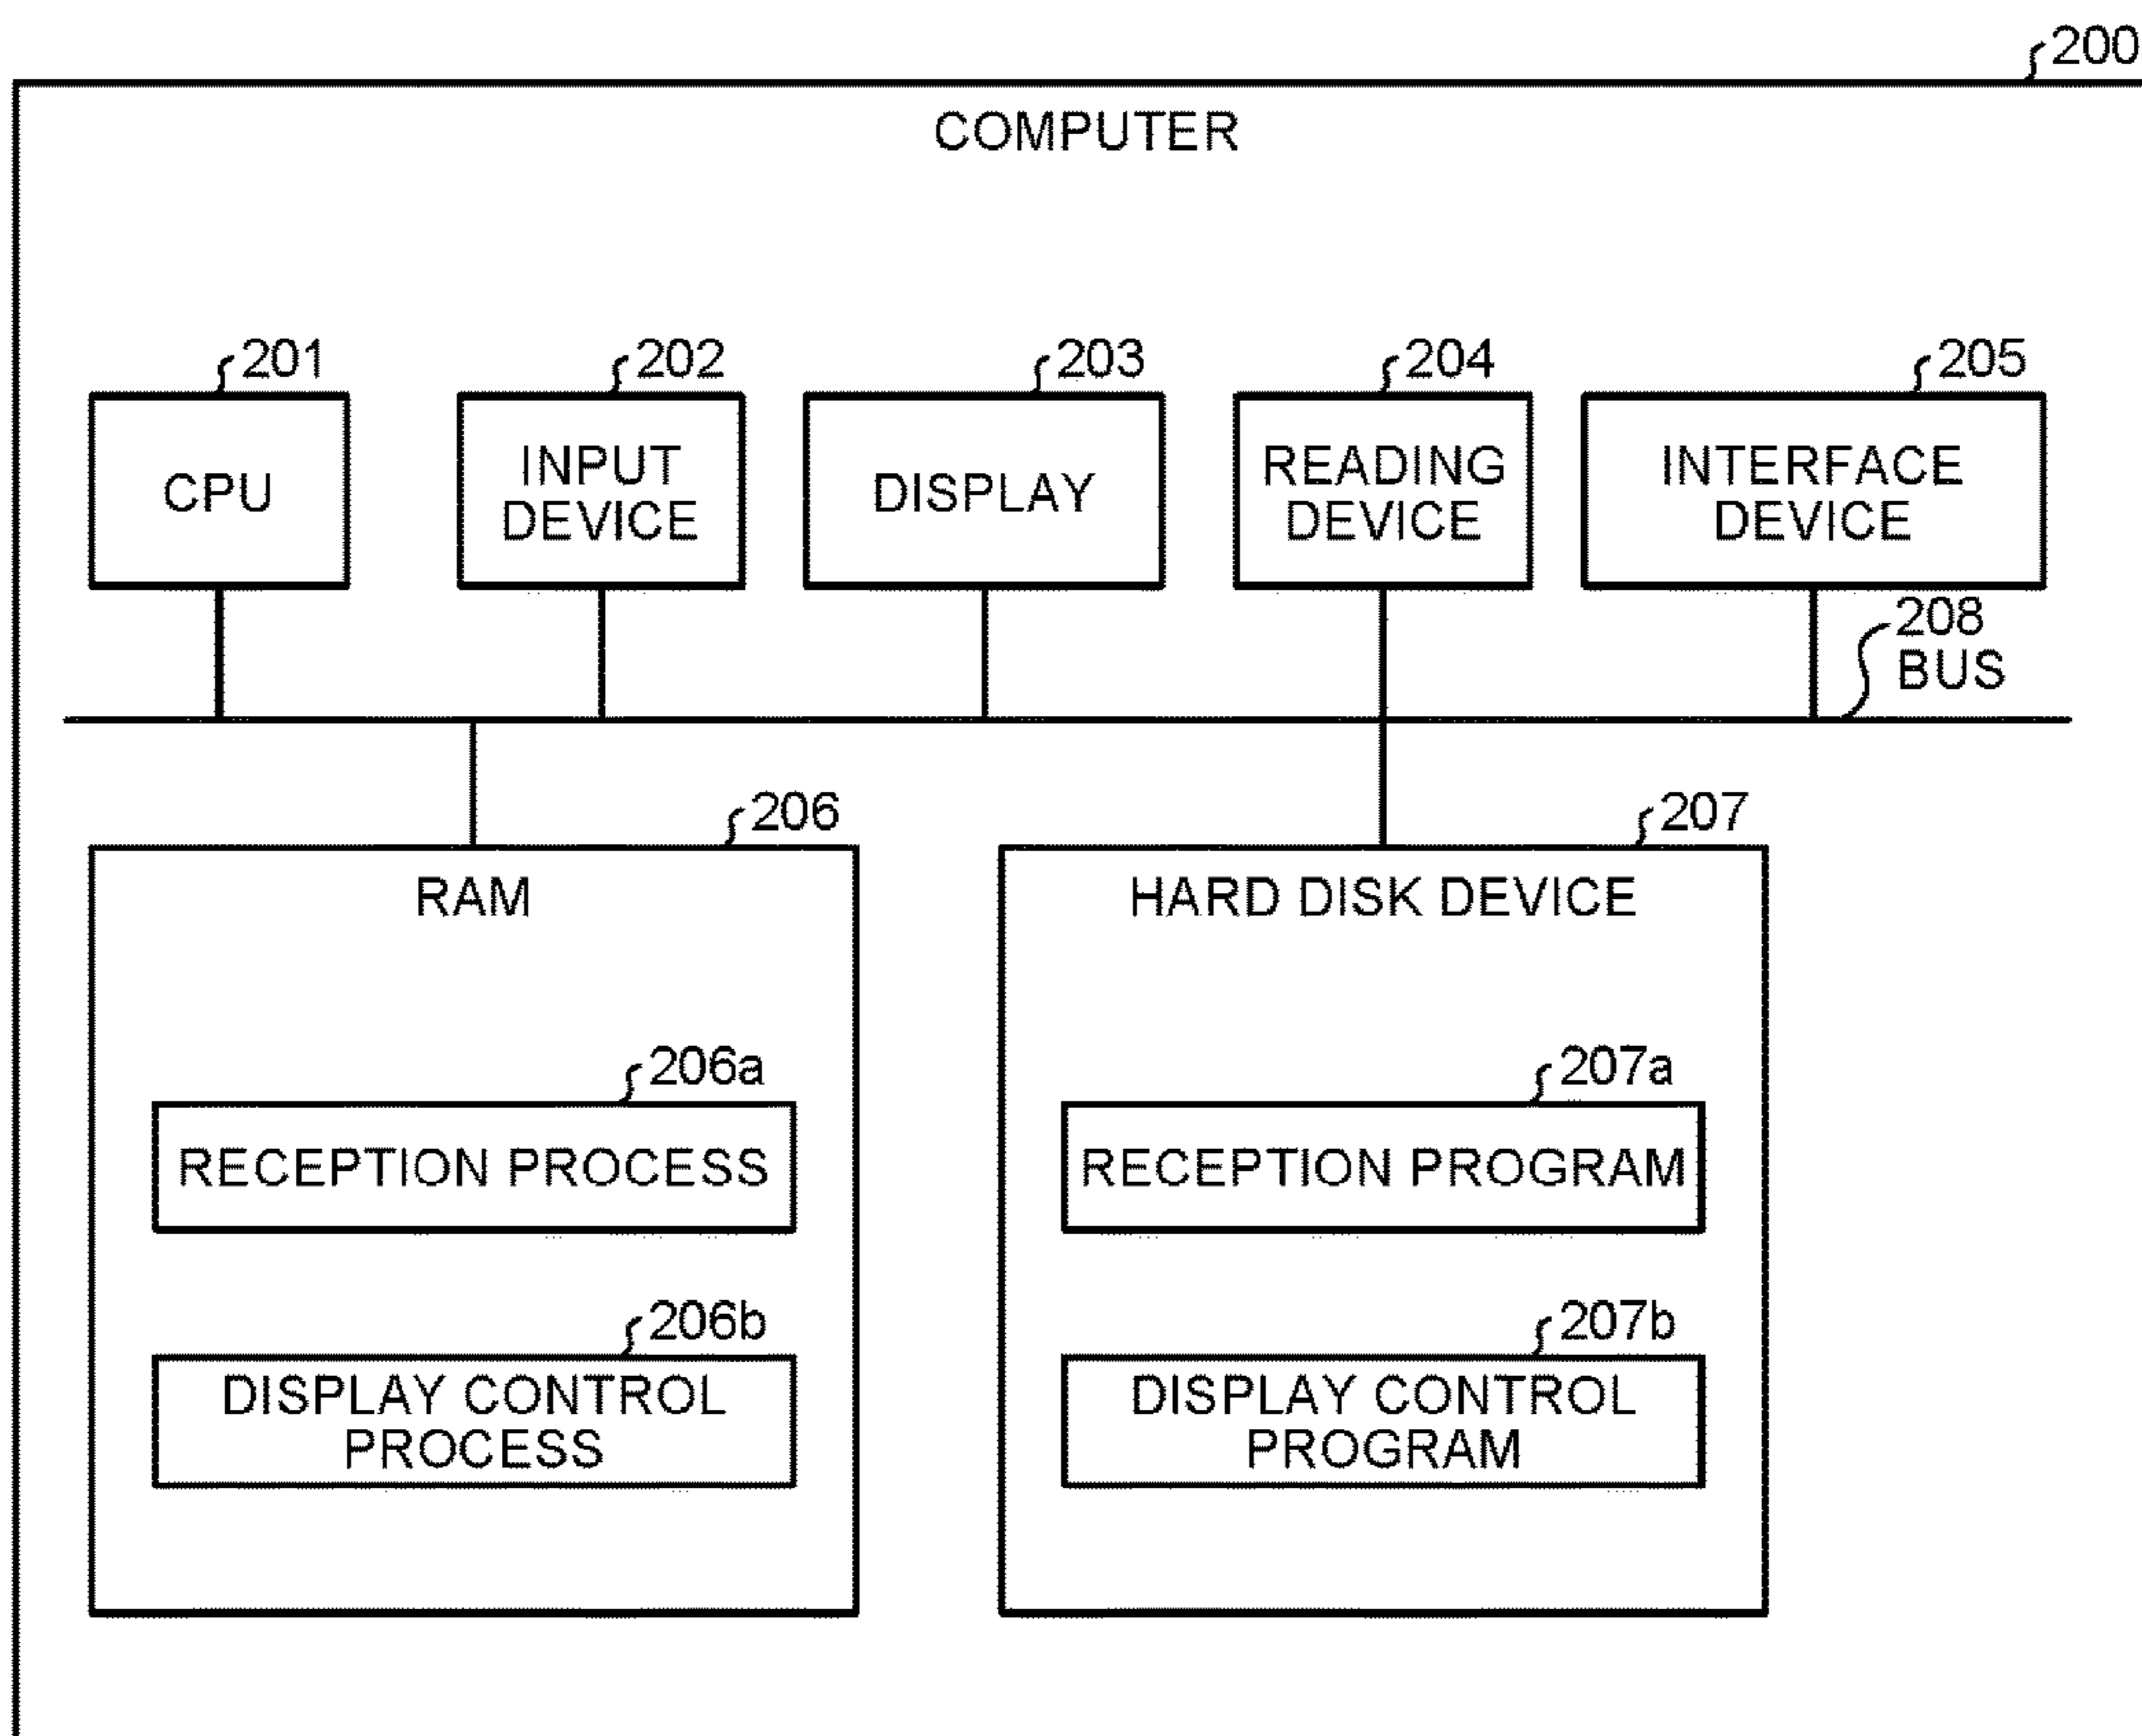 200
COMPUTER
201
202
203
204
205
CPU
INPUT
DEVICE
DISPLAY
READING
DEVICE
INTERFACE
DEVICE
208
BUS
206
207
RAM
HARD DISK DEVICE
206a
207a
RECEPTION PROCESS
RECEPTION PROGRAM
206b
207b
DISPLAY CONTROL
PROCESS
DISPLAY CONTROL
PROGRAM